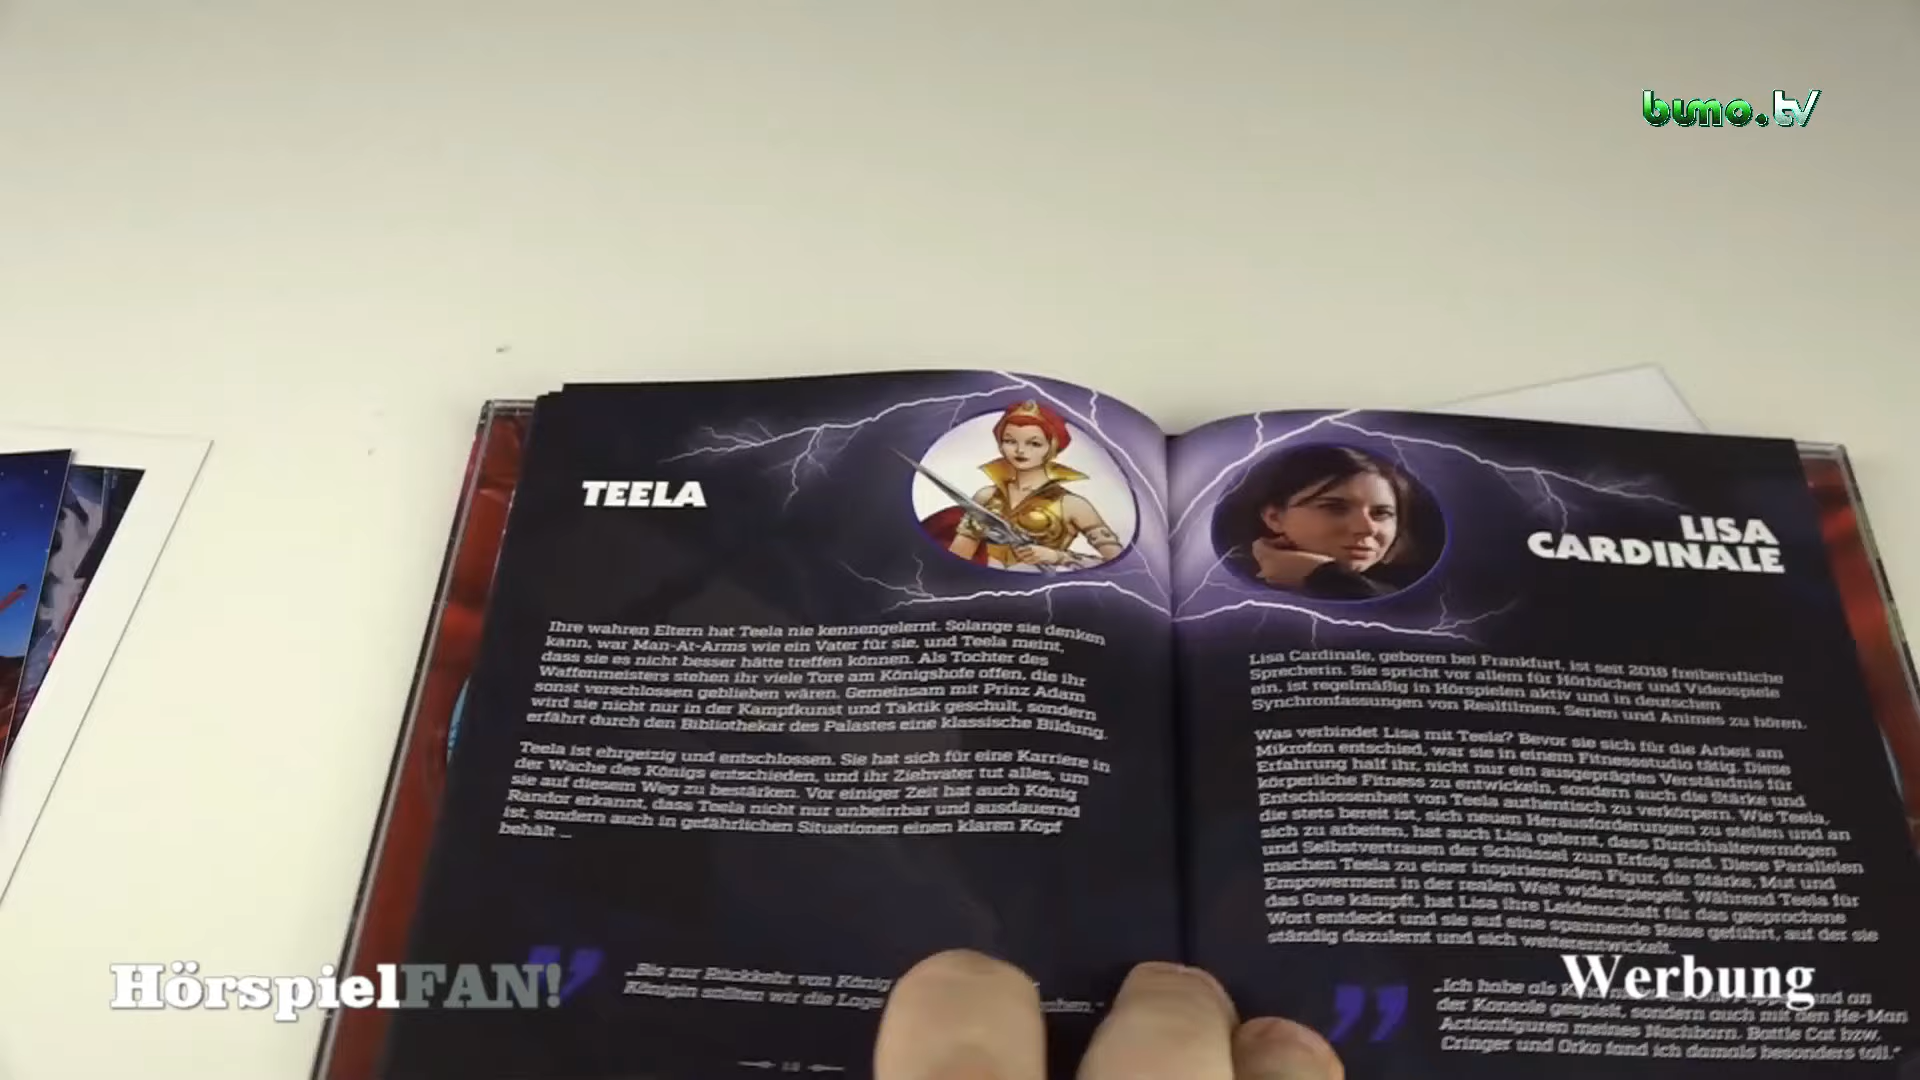 bumo.tv
TEELA
Ihre wahren Eltern hat Teela nie kennengelernt. Solange sie denken
kann, war Man-At-Arms wie ein Vater für sie, und Teela meint,
dass sie es nicht besser hätte treffen können. Als Tochter des
Waffenmeisters stehen ihr viele Tore am Königshofe offen, die ihr
sonst verschlossen geblieben wären. Gemeinsam mit Prinz Adam
wird sie nicht nur in der Kampfkunst und Taktik geschult, sondern
erfährt durch den Bibliothekar des Palastes eine klassische Bildung.
Teela ist ehrgeizig und entschlossen. Sie hat sich für eine Karriere in
der Wache des Königs entschieden, und ihr Ziehvater tut alles, um
sie auf diesem Weg zu bestärken. Vor einiger Zeit hat auch König
Randor erkannt, dass Teela nicht nur unbeirrbar und ausdauernd
ist, sondern auch in gefährlichen Situationen einen klaren Kopf
behält ...
„Bis zur Rückkehr von König
Königin sollten wir die Lage
LISA
CARDINALE
Lisa Cardinale, geboren bei Frankfurt, ist seit 2018 freiberufliche
Sprecherin. Sie spricht vor allem für Hörbücher und Videospiele
ein, ist regelmäßig in Hörspielen aktiv und in deutschen
Synchronfassungen von Realfilmen, Serien und Animes zu hören.
Was verbindet Lisa mit Teela? Bevor sie sich für die Arbeit am
Mikrofon entschied, war sie in einem Fitnessstudio tätig. Diese
Erfahrung half ihr, nicht nur ein ausgeprägtes Verständnis für
körperliche Fitness zu entwickeln, sondern auch die Stärke und
Entschlossenheit von Teela authentisch zu verkörpern. Wie Teela,
die stets bereit ist, sich neuen Herausforderungen zu stellen und an
sich zu arbeiten, hat auch Lisa gelernt, dass Durchhaltevermögen
und Selbstvertrauen der Schlüssel zum Erfolg sind. Diese Parallelen
machen Teela zu einer inspirierenden Figur, die Stärke, Mut und
Empowerment in der realen Welt widerspiegelt. Während Teela für
das Gute kämpft, hat Lisa ihre Leidenschaft für das gesprochene
Wort entdeckt und sie auf eine spannende Reise geführt, auf der sie
ständig dazulernt und sich weiterentwickelt.
„Ich habe als und an
der Konsole gespielt, sondern auch mit den He-Man
Actionfiguren meines Nachbarn. Battle Cat bzw.
Cringer und Orko fand ich damals besonders toll."
HörspielFAN!
Werbung